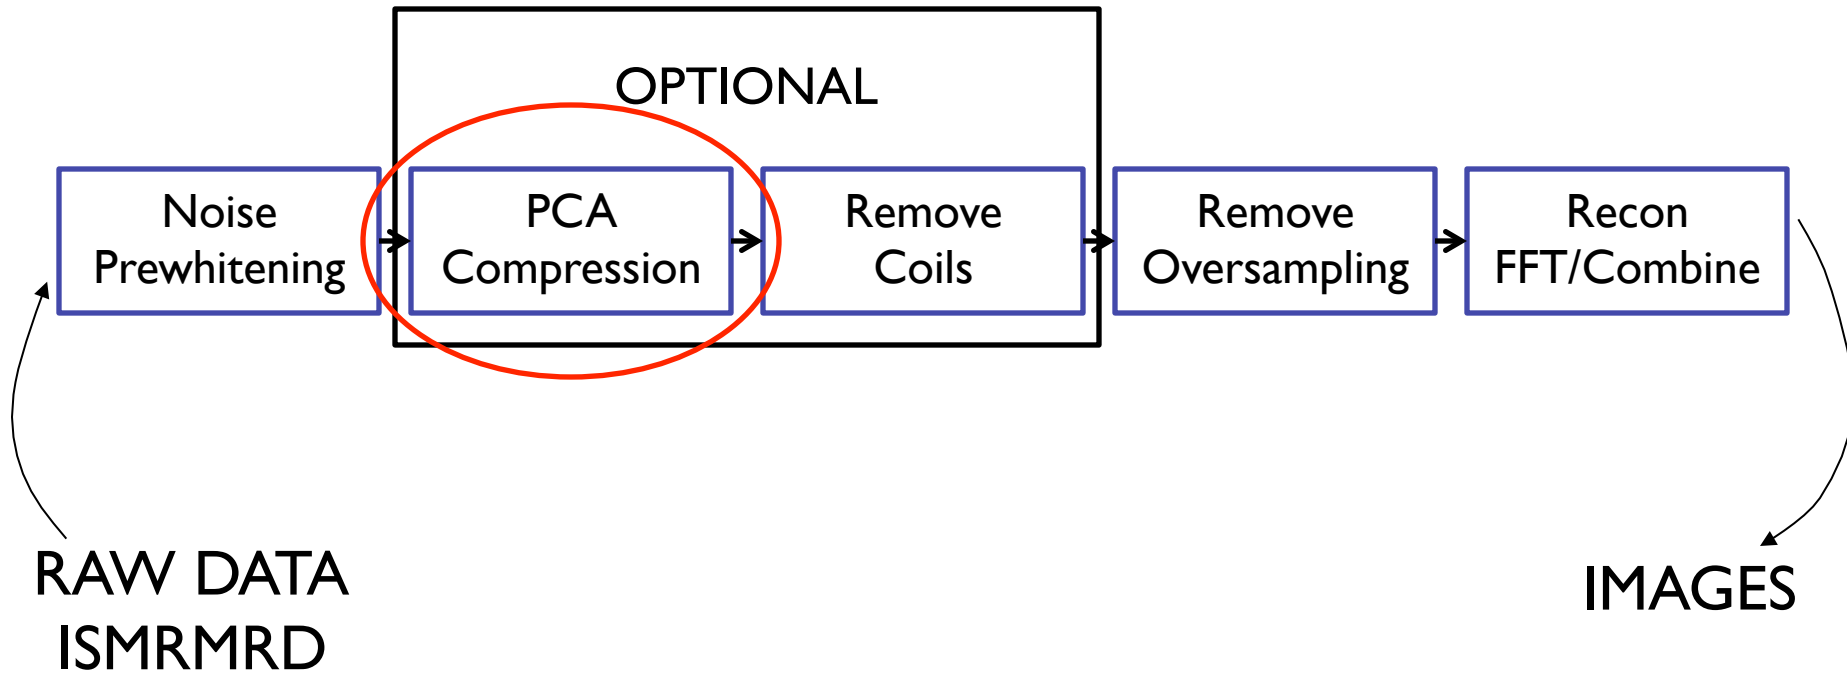 OPTIONAL
Noise
Prewhitening
PCA
Compression
Remove
Coils
Remove
Oversampling
Recon
FFT/Combine
RAW DATA
ISMRMRD
IMAGES